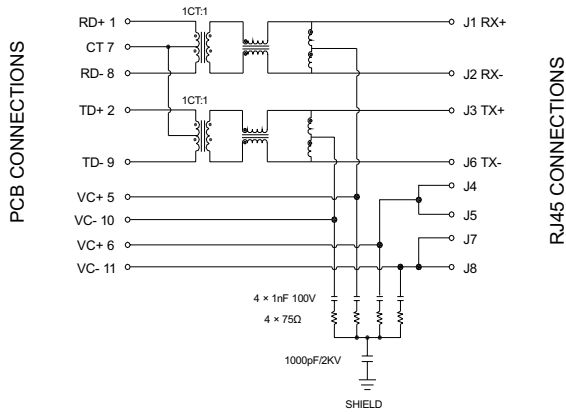 PCB CONNECTIONS
RJ45 CONNECTIONS
1CT:1
RD+ 1
J1 RX+
CT 7
RD- 8
J2 RX-
1CT:1
TD+ 2
J3 TX+
TD- 9
J6 TX-
J4
VC+ 5
J5
VC- 10
J7
VC+ 6
VC- 11
J8
4 × 1nF 100V
4 × 75Ω
1000pF/2KV
SHIELD